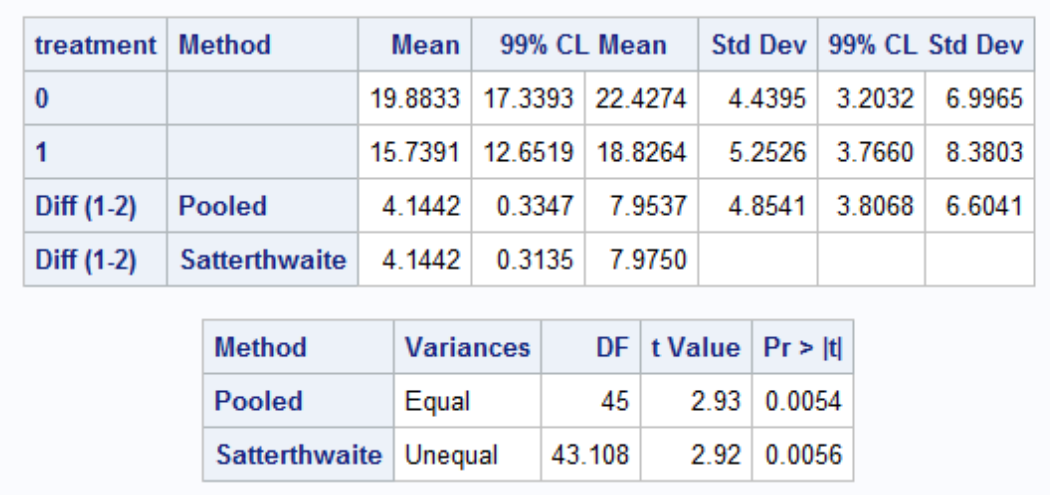 treatment Method Mean 99% CL Mean Std Dev 99% CL Std Dev
0 19.8833 17.3393 22.4274 4.4395 3.2032 6.9965
1 15.7391 12.6519 18.8264 5.2526 3.7660 8.3803
Diff (1-2) Pooled 4.1442 0.3347 7.9537 4.8541 3.8068 6.6041
Diff (1-2) Satterthwaite 4.1442 0.3135 7.9750
Method Variances DF t Value Pr > |t|
Pooled Equal 45 2.93 0.0054
Satterthwaite Unequal 43.108 2.92 0.0056